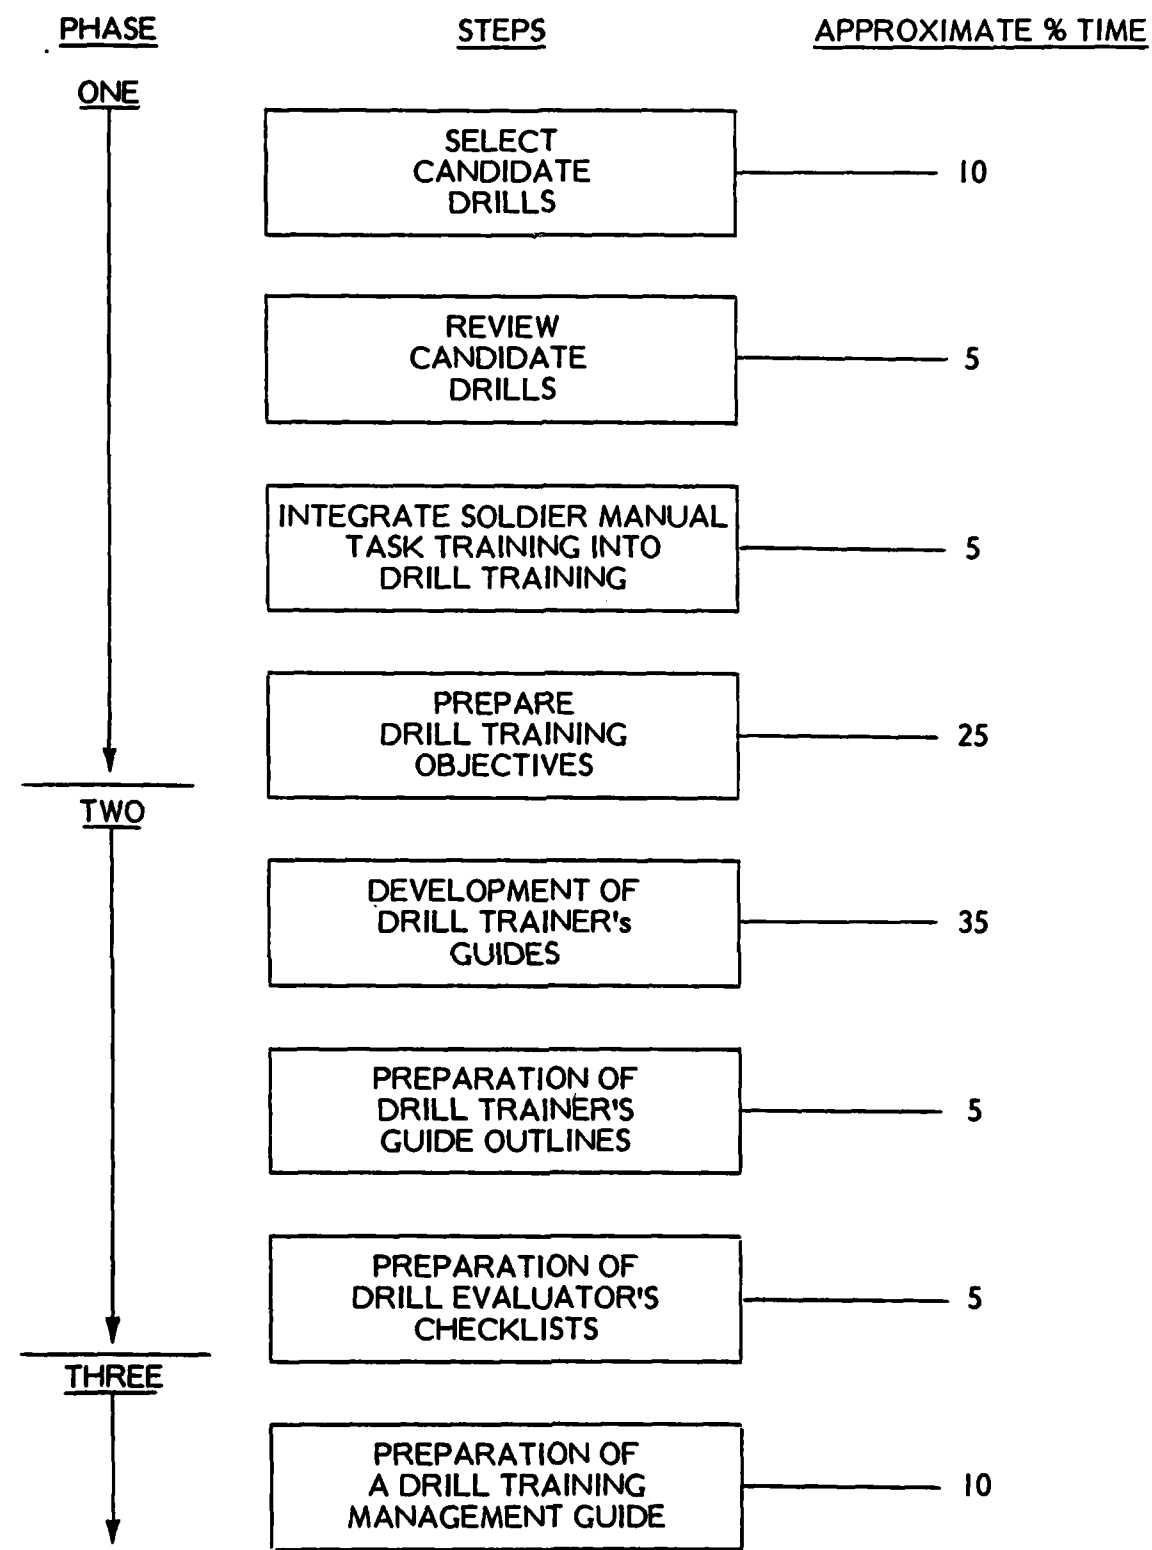 PHASE STEPS APPROXIMATE % TIME
ONE
SELECT
CANDIDATE
DRILLS
10
REVIEW
CANDIDATE
DRILLS
5
INTEGRATE SOLDIER MANUAL
TASK TRAINING INTO
DRILL TRAINING
5
PREPARE
DRILL TRAINING
OBJECTIVES
25
TWO
DEVELOPMENT OF
DRILL TRAINER's
GUIDES
35
PREPARATION OF
DRILL TRAINER'S
GUIDE OUTLINES
5
PREPARATION OF
DRILL EVALUATOR'S
CHECKLISTS
5
THREE
PREPARATION OF
A DRILL TRAINING
MANAGEMENT GUIDE
10